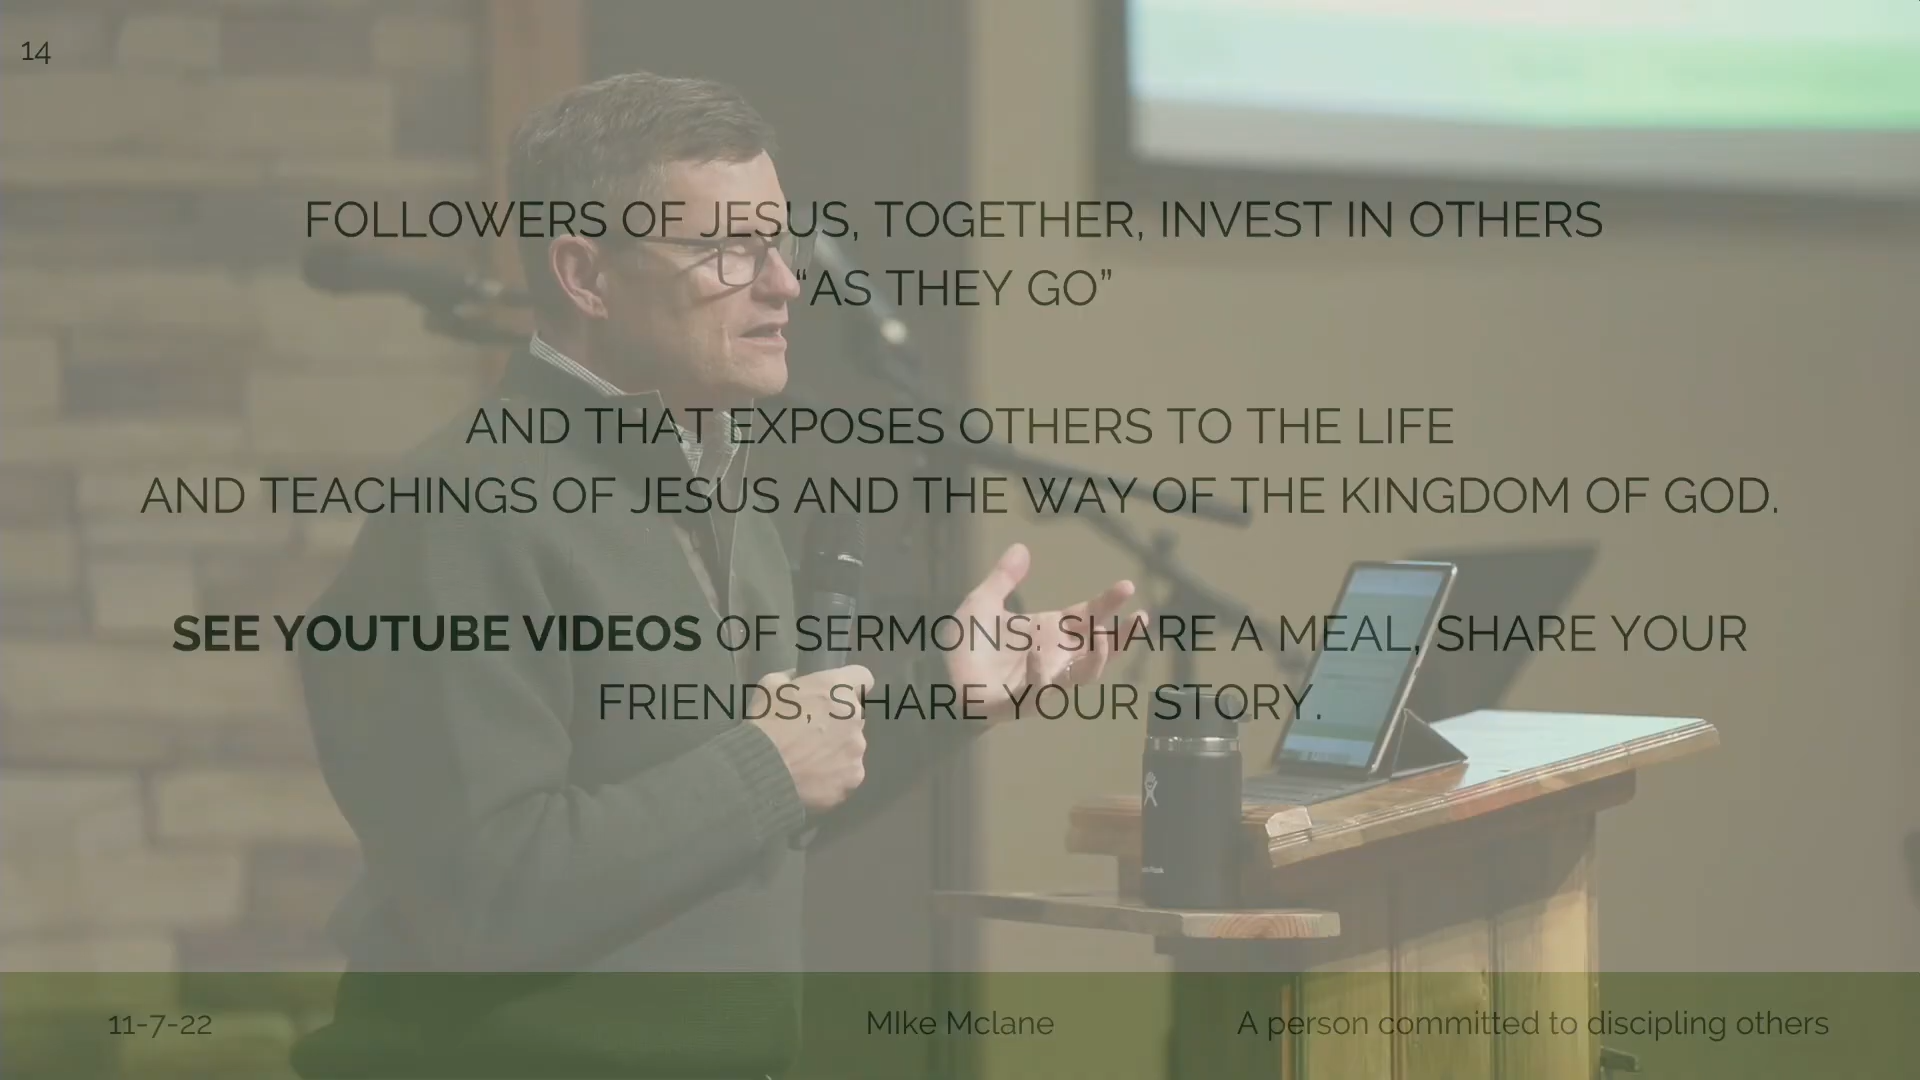 14
FOLLOWERS OF JESUS, TOGETHER, INVEST IN OTHERS
“AS THEY GO”
AND THAT EXPOSES OTHERS TO THE LIFE
AND TEACHINGS OF JESUS AND THE WAY OF THE KINGDOM OF GOD.
SEE YOUTUBE VIDEOS OF SERMONS: SHARE A MEAL, SHARE YOUR
FRIENDS, SHARE YOUR STORY.
11-7-22
MIke Mclane
A person committed to discipling others